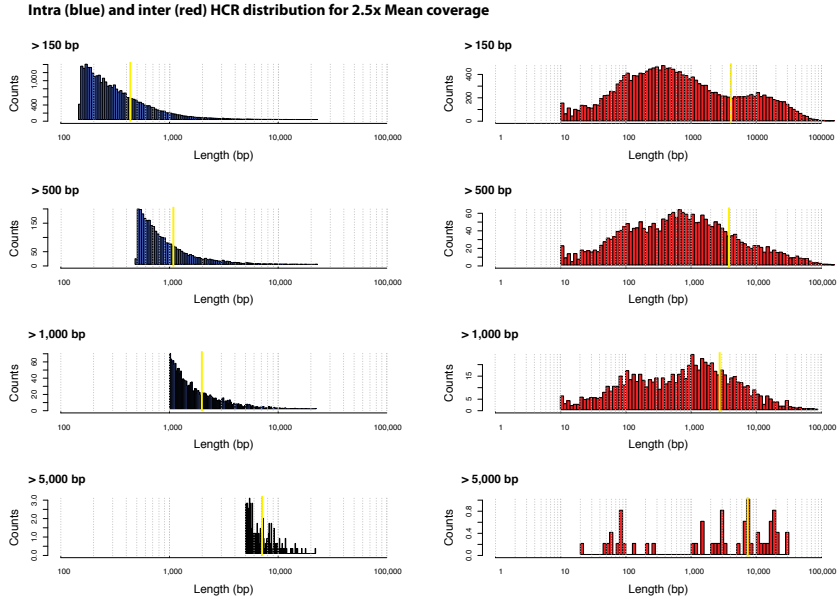 Intra (blue) and inter (red) HCR distribution for 2.5x Mean coverage
> 150 bp
Counts
0 400 1,000
100 1,000 10,000 100,000
Length (bp)
> 150 bp
Counts
0 200 400
1 10 100 1,000 10000 100,000
Length (bp)
> 500 bp
Counts
0 50 150
100 1,000 10,000 100,000
Length (bp)
> 500 bp
Counts
0 20 40 60
1 10 100 1,000 10,000 100,000
Length (bp)
> 1,000 bp
Counts
0 20 40 60
100 1,000 10,000 100,000
Length (bp)
> 1,000 bp
Counts
0 5 15
1 10 100 1,000 10,000 100,000
Length (bp)
> 5,000 bp
Counts
0.0 1.0 2.0 3.0
100 1,000 10,000 100,000
Length (bp)
> 5,000 bp
Counts
0.0 0.4 0.8
1 10 100 1,000 10,000 100,000
Length (bp)